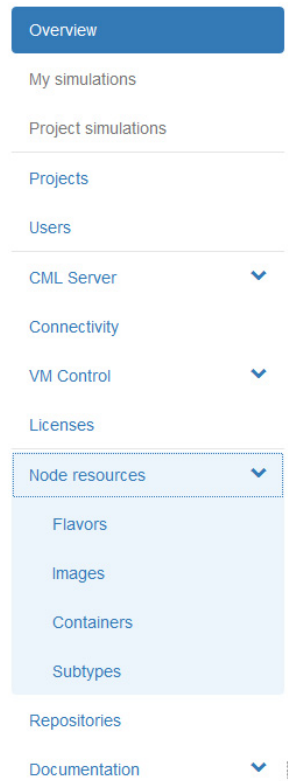 Overview
My simulations
Project simulations
Projects
Users
CML Server
Connectivity
VM Control
Licenses
Node resources
Flavors
Images
Containers
Subtypes
Repositories
Documentation